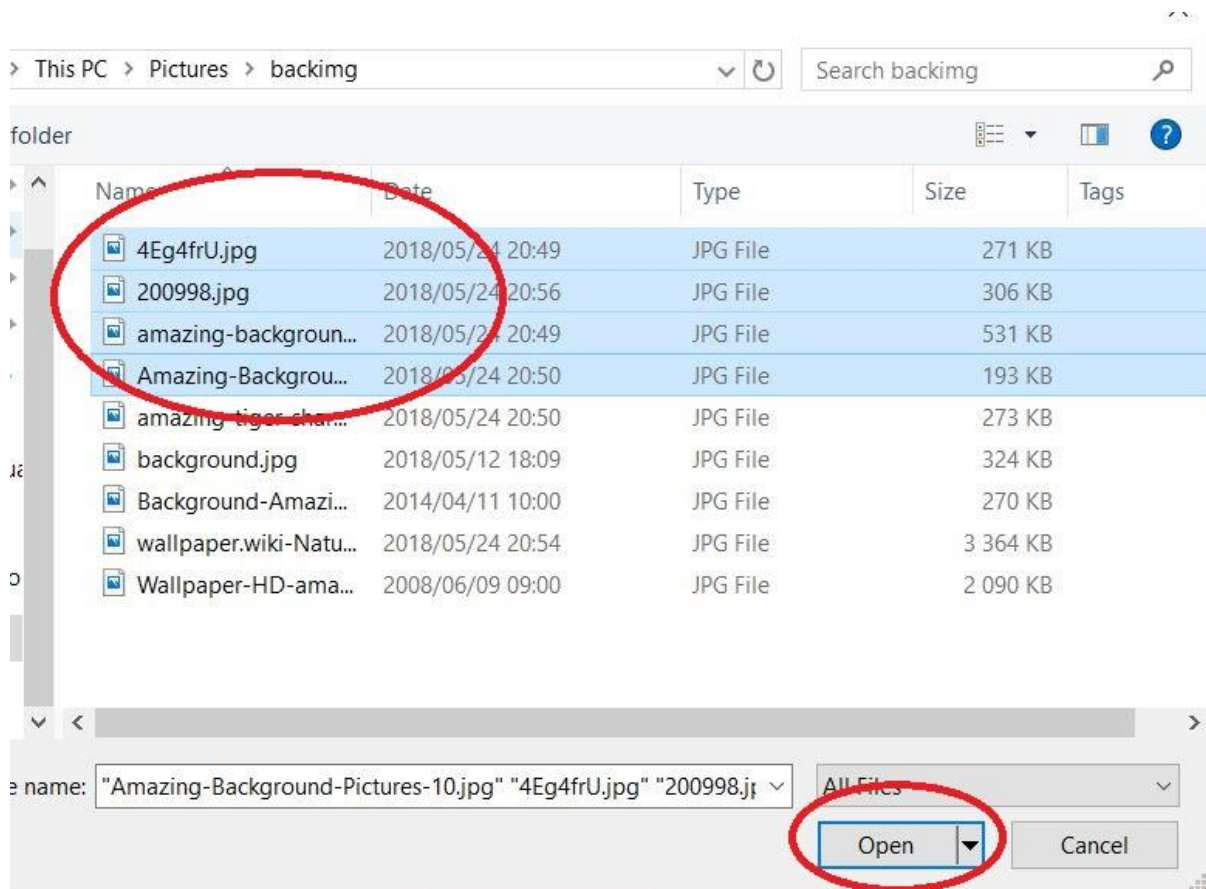 > This PC > Pictures > backimg Search backimg
folder ?
Name Date Type Size Tags
4Eg4frU.jpg 2018/05/24 20:49 JPG File 271 KB
200998.jpg 2018/05/24 20:56 JPG File 306 KB
amazing-backgroun... 2018/05/24 20:49 JPG File 531 KB
Amazing-Backgrou... 2018/05/24 20:50 JPG File 193 KB
amazing-tiger-shar... 2018/05/24 20:50 JPG File 273 KB
background.jpg 2018/05/12 18:09 JPG File 324 KB
Background-Amazi... 2014/04/11 10:00 JPG File 270 KB
wallpaper.wiki-Natu... 2018/05/24 20:54 JPG File 3 364 KB
Wallpaper-HD-ama... 2008/06/09 09:00 JPG File 2 090 KB
e name: "Amazing-Background-Pictures-10.jpg" "4Eg4frU.jpg" "200998.j All Files
Open Cancel